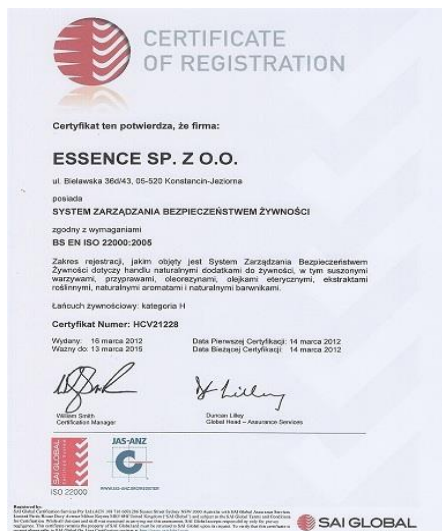 CERTIFICATE
OF REGISTRATION
Certyfikat ten potwierdza, że firma:
ESSENCE SP. Z O.O.
ul. Bielawska 36d/43, 05-520 Konstancin-Jeziorna
posiada
SYSTEM ZARZĄDZANIA BEZPIECZEŃSTWEM ŻYWNOŚCI
zgodny z wymaganiami
BS EN ISO 22000:2005
Zakres rejestracji, jakim objęty jest System Zarządzania Bezpieczeństwem
Żywności dotyczy handlu naturalnymi dodatkami do żywności, w tym suszonymi
warzywami, przyprawami, oleorezynami, olejkami eterycznymi, ekstraktami
roślinnymi, naturalnymi aromatami i naturalnymi barwnikami.
Łańcuch żywnościowy: kategoria H
Certyfikat Numer: HCV21228
Wydany: 16 marca 2012 Data Pierwszej Certyfikacji: 14 marca 2012
Ważny do: 13 marca 2015 Data Bieżącej Certyfikacji: 14 marca 2012
William Smith Duncan Lilley
Certification Manager Global Head – Assurance Services
SAI GLOBAL
JAS-ANZ
ISO 22000
Registered by:
SAI GLOBAL